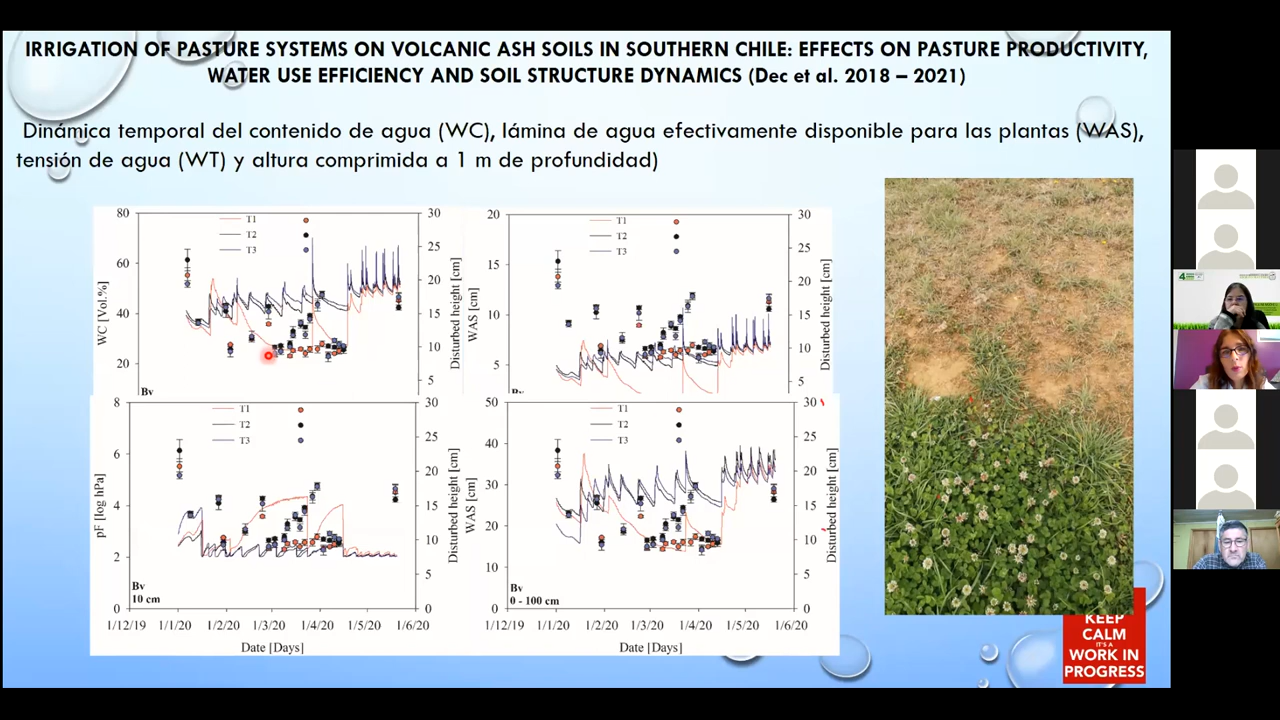 IRRIGATION OF PASTURE SYSTEMS ON VOLCANIC ASH SOILS IN SOUTHERN CHILE: EFFECTS ON PASTURE PRODUCTIVITY,
WATER USE EFFICIENCY AND SOIL STRUCTURE DYNAMICS (Dec et al. 2018 – 2021)
Dinámica temporal del contenido de agua (WC), lámina de agua efectivamente disponible para las plantas (WAS),
tensión de agua (WT) y altura comprimida a 1 m de profundidad)
80
60
40
20
WC [Vol.%]
T1
T2
T3
30
25
20
15
10
5
Disturbed height [cm]
Bv
20
15
10
5
WAS [cm]
T1
T2
T3
30
25
20
15
10
5
Disturbed height [cm]
Bv
8
6
4
2
0
pF [log hPa]
T1
T2
T3
30
25
20
15
10
5
0
Disturbed height [cm]
Bv
10 cm
1/12/19 1/1/20 1/2/20 1/3/20 1/4/20 1/5/20 1/6/20
Date [Days]
50
40
30
20
10
0
WAS [cm]
T1
T2
T3
30
25
20
15
10
5
0
Disturbed height [cm]
Bv
0 - 100 cm
1/12/19 1/1/20 1/2/20 1/3/20 1/4/20 1/5/20 1/6/20
Date [Days]
KEEP
CALM
IT'S A
WORK IN
PROGRESS